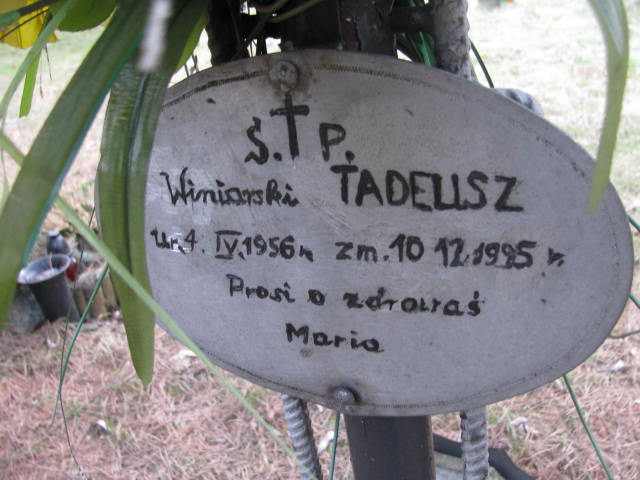 Ś.†P.
Winiarski TADEUSZ
Ur. 4. IV. 1956 r. zm. 10 12. 1995 r.
Prosi o zdrowaś
Maria